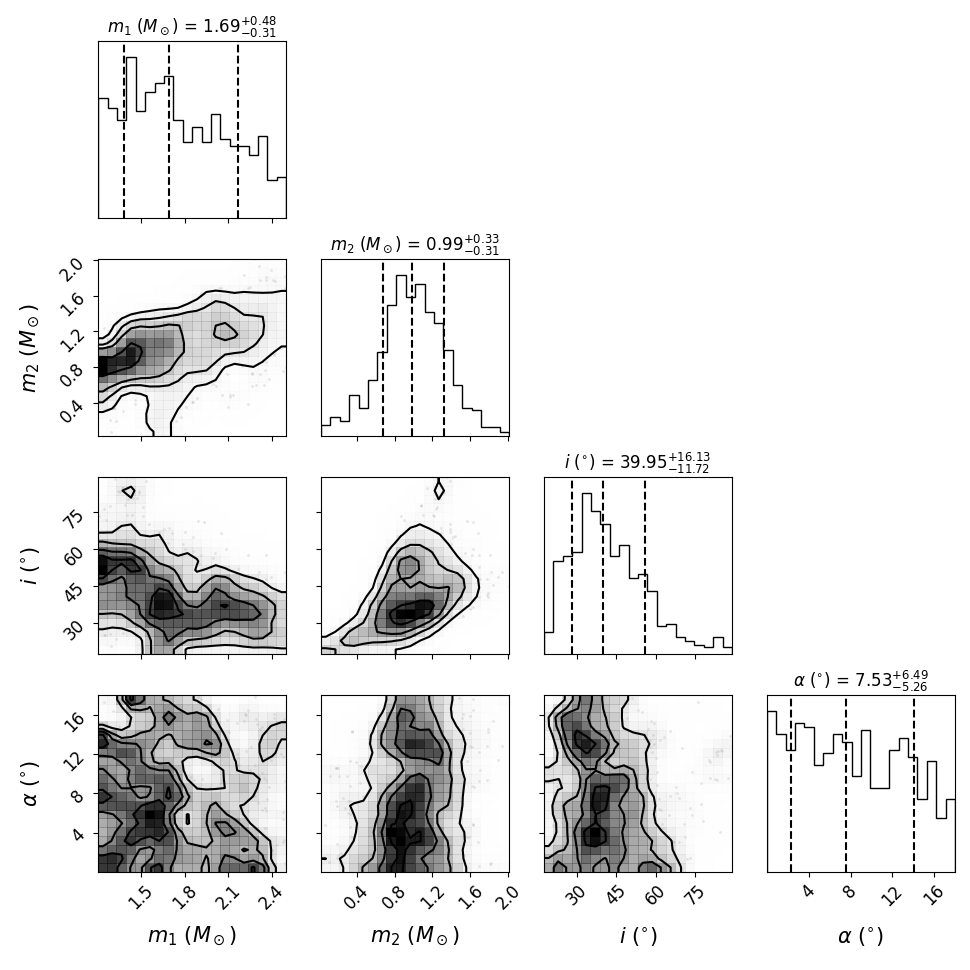 m₁ (M⊙) = 1.69+0.48−0.31
m₂ (M⊙) = 0.99+0.33−0.31
2.0
1.6
1.2
0.8
0.4
m₂ (M⊙)
i (°) = 39.95+16.13−11.72
75
60
45
30
i (°)
α (°) = 7.53+6.49−5.26
16
12
8
4
α (°)
1.5 1.8 2.1 2.4 0.4 0.8 1.2 1.6 2.0 30 45 60 75 4 8 12 16
m₁ (M⊙) m₂ (M⊙) i (°) α (°)